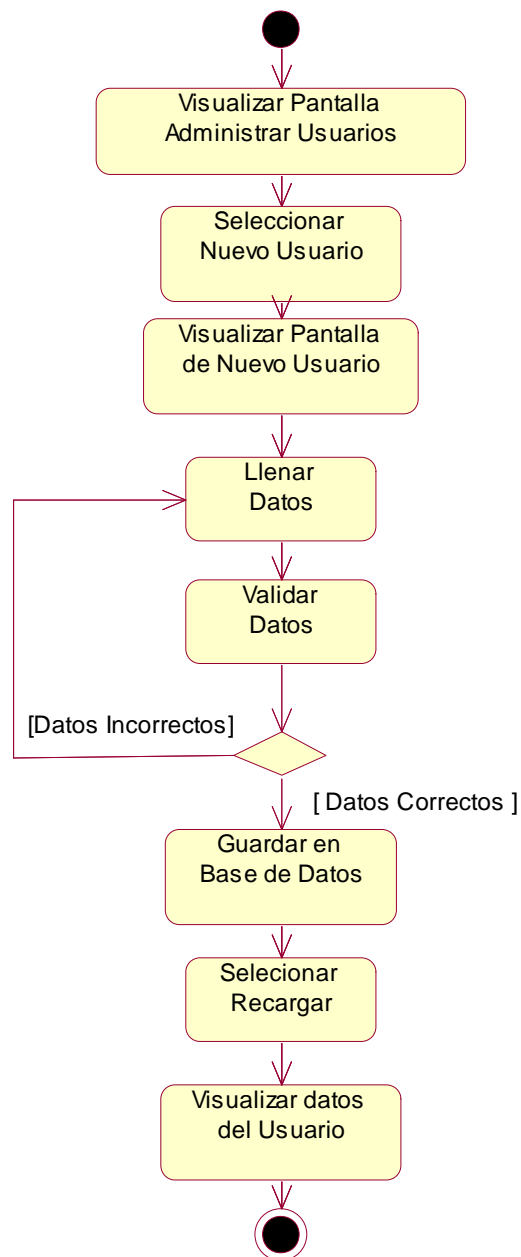 Visualizar Pantalla
Administrar Usuarios
Seleccionar
Nuevo Usuario
Visualizar Pantalla
de Nuevo Usuario
Llenar
Datos
Validar
Datos
[Datos Incorrectos]
[ Datos Correctos ]
Guardar en
Base de Datos
Selecionar
Recargar
Visualizar datos
del Usuario